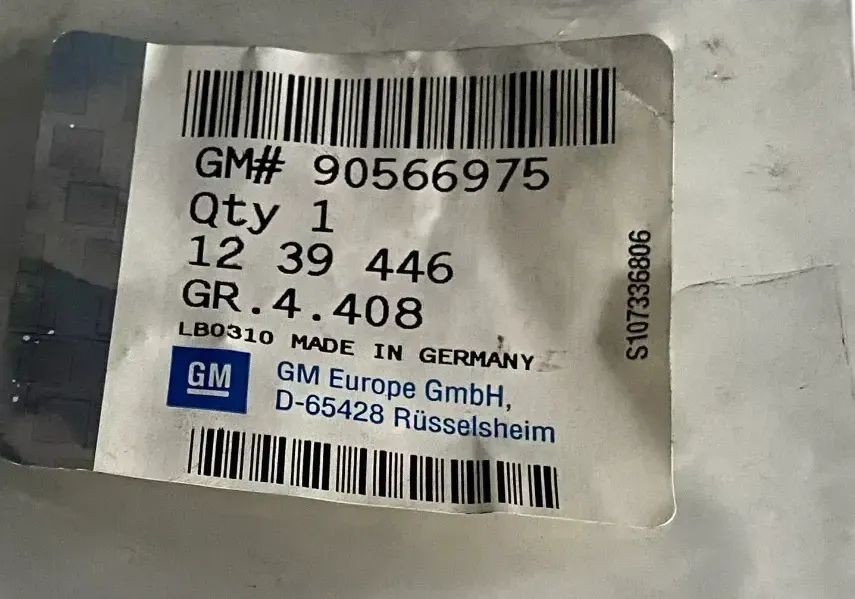 GM# 90566975
Qty 1
12 39 446
GR.4.408
LB0310 MADE IN GERMANY
GM
GM Europe GmbH,
D-65428 Rüsselsheim
S107336806